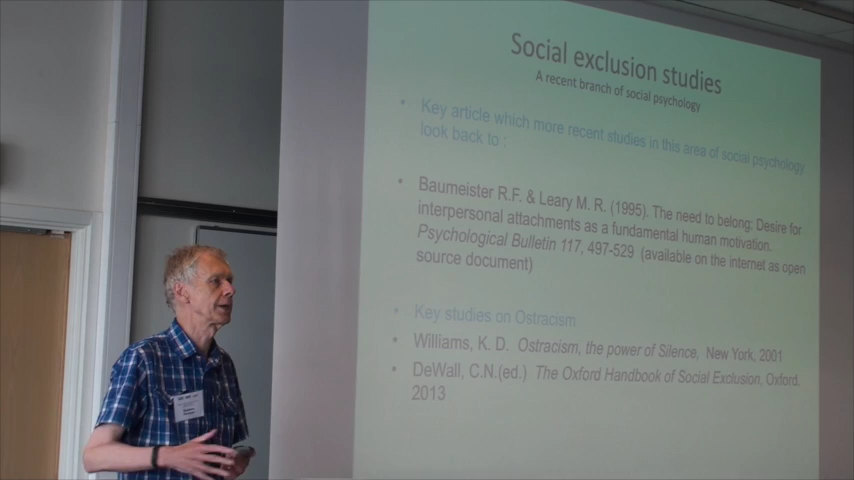 Social exclusion studies
A recent branch of social psychology
• Key article which more recent studies in this area of social psychology
look back to :
• Baumeister R.F. & Leary M. R. (1995). The need to belong: Desire for
interpersonal attachments as a fundamental human motivation.
Psychological Bulletin 117, 497-529 (available on the internet as open
source document)
• Key studies on Ostracism
• Williams, K. D. Ostracism, the power of Silence, New York, 2001
• DeWall, C.N.(ed.) The Oxford Handbook of Social Exclusion, Oxford,
2013